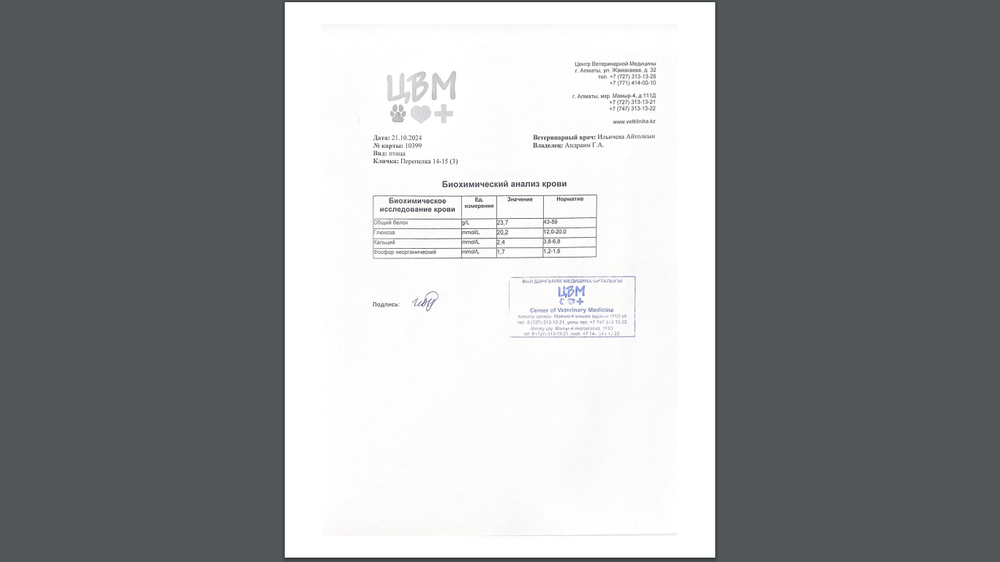 ЦВМ
Центр Ветеринарной Медицины
г. Алматы, ул. Жамакаева, д. 32
тел. +7 (727) 313-13-28
+7 (771) 414-00-10
г. Алматы, мкр. Мамыр-4, д.111Д
+7 (727) 313-13-21
+7 (747) 313-13-22
www.vetklinika.kz
Дата: 21.10.2024
№ карты: 10399
Вид: птица
Кличка: Перепелка 14-15 (3)
Ветеринарный врач: Ильичева Айтолкын
Владелец: Апдраим Г.А.
Биохимический анализ крови
Биохимическое исследование крови Ед. измерения Значение Норматив
Общий белок g/L 23,7 43-59
Глюкоза mmol/L 20,2 12,0-20,0
Кальций mmol/L 2,4 3,8-6,8
Фосфор неорганический mmol/L 1,7 1,2-1,8
Подпись:
МАЛ ДӘРІГЕРЛІК МЕДИЦИНА ОРТАЛЫҒЫ
ЦВМ
Center of Veterinary Medicine
Алматы қаласы, Мамыр-4 ықшам ауданы 111Д үй
тел. 8 (727)-313-13-21, ұялы тел. +7 747 313 13 22
Almaty city, Mamyr-4 microdistrict, 111D
tel. 8 (727) 313-13-21, mob. +7 747 313 13 22